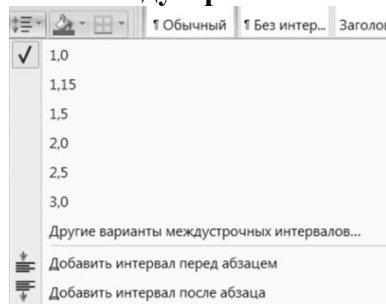 ¶ Обычный ¶ Без интер... Заголо
1,0
1,15
1,5
2,0
2,5
3,0
Другие варианты междустрочных интервалов...
Добавить интервал перед абзацем
Добавить интервал после абзаца